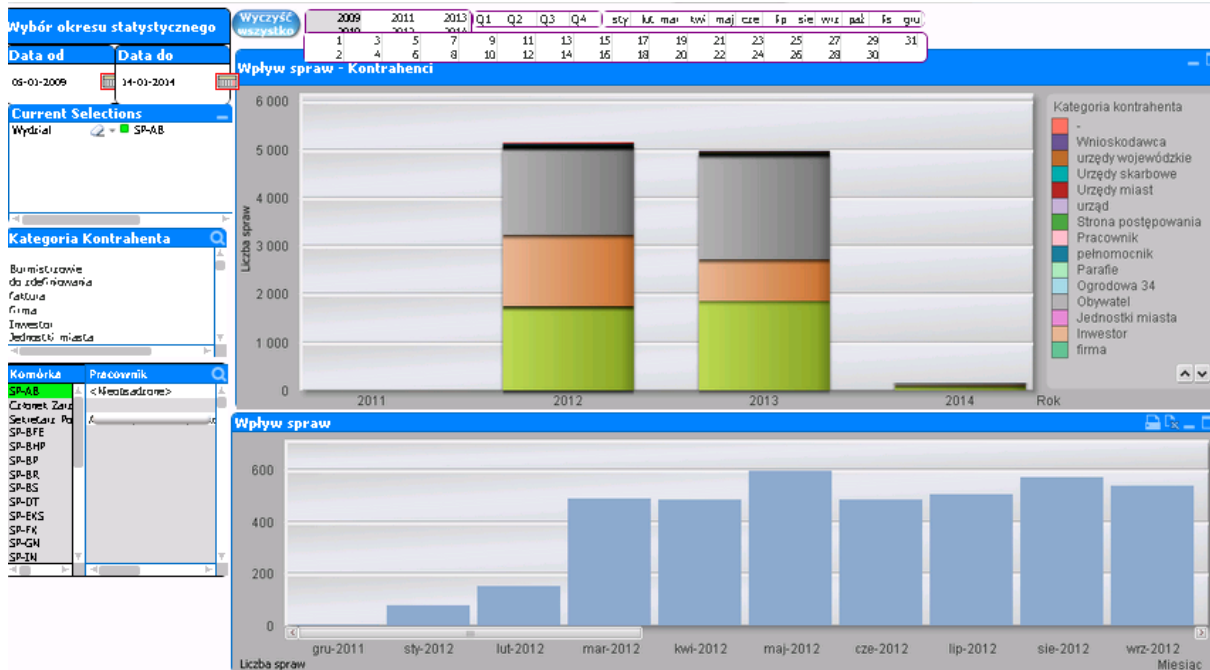 Wybór okresu statystycznego
Data od Data do
05-01-2009 14-01-2014
Current Selections
Wydział SP-AB
Kategoria Kontrahenta
Burmistrzowie
do zdefiniowania
faktura
firma
Inwestor
Jednostki miasta
Komórka Pracownik
SP-AB <Nieobsadzone>
Członek Zarz
Sekretarz Po
SP-BFE
SP-BHP
SP-BP
SP-BR
SP-BS
SP-DT
SP-EKS
SP-FK
SP-GN
SP-IN
Wyczyść
wszystko
2009 2011 2013 Q1 Q2 Q3 Q4 sty lut mar kwi maj cze lip sie wrz paź lis gru
1 3 5 7 9 11 13 15 17 19 21 23 25 27 29 31
2 4 6 8 10 12 14 16 18 20 22 24 26 28 30
Wpływ spraw - Kontrahenci
6 000
5 000
4 000
3 000
2 000
1 000
0
Liczba spraw
2011 2012 2013 2014 Rok
Kategoria kontrahenta
-
Wnioskodawca
urzędy wojewódzkie
Urzędy skarbowe
Urzędy miast
urząd
Strona postępowania
Pracownik
pełnomocnik
Parafie
Ogrodowa 34
Obywatel
Jednostki miasta
Inwestor
firma
Wpływ spraw
600
400
200
0
gru-2011 sty-2012 lut-2012 mar-2012 kwi-2012 maj-2012 cze-2012 lip-2012 sie-2012 wrz-2012
Liczba spraw Miesiąc